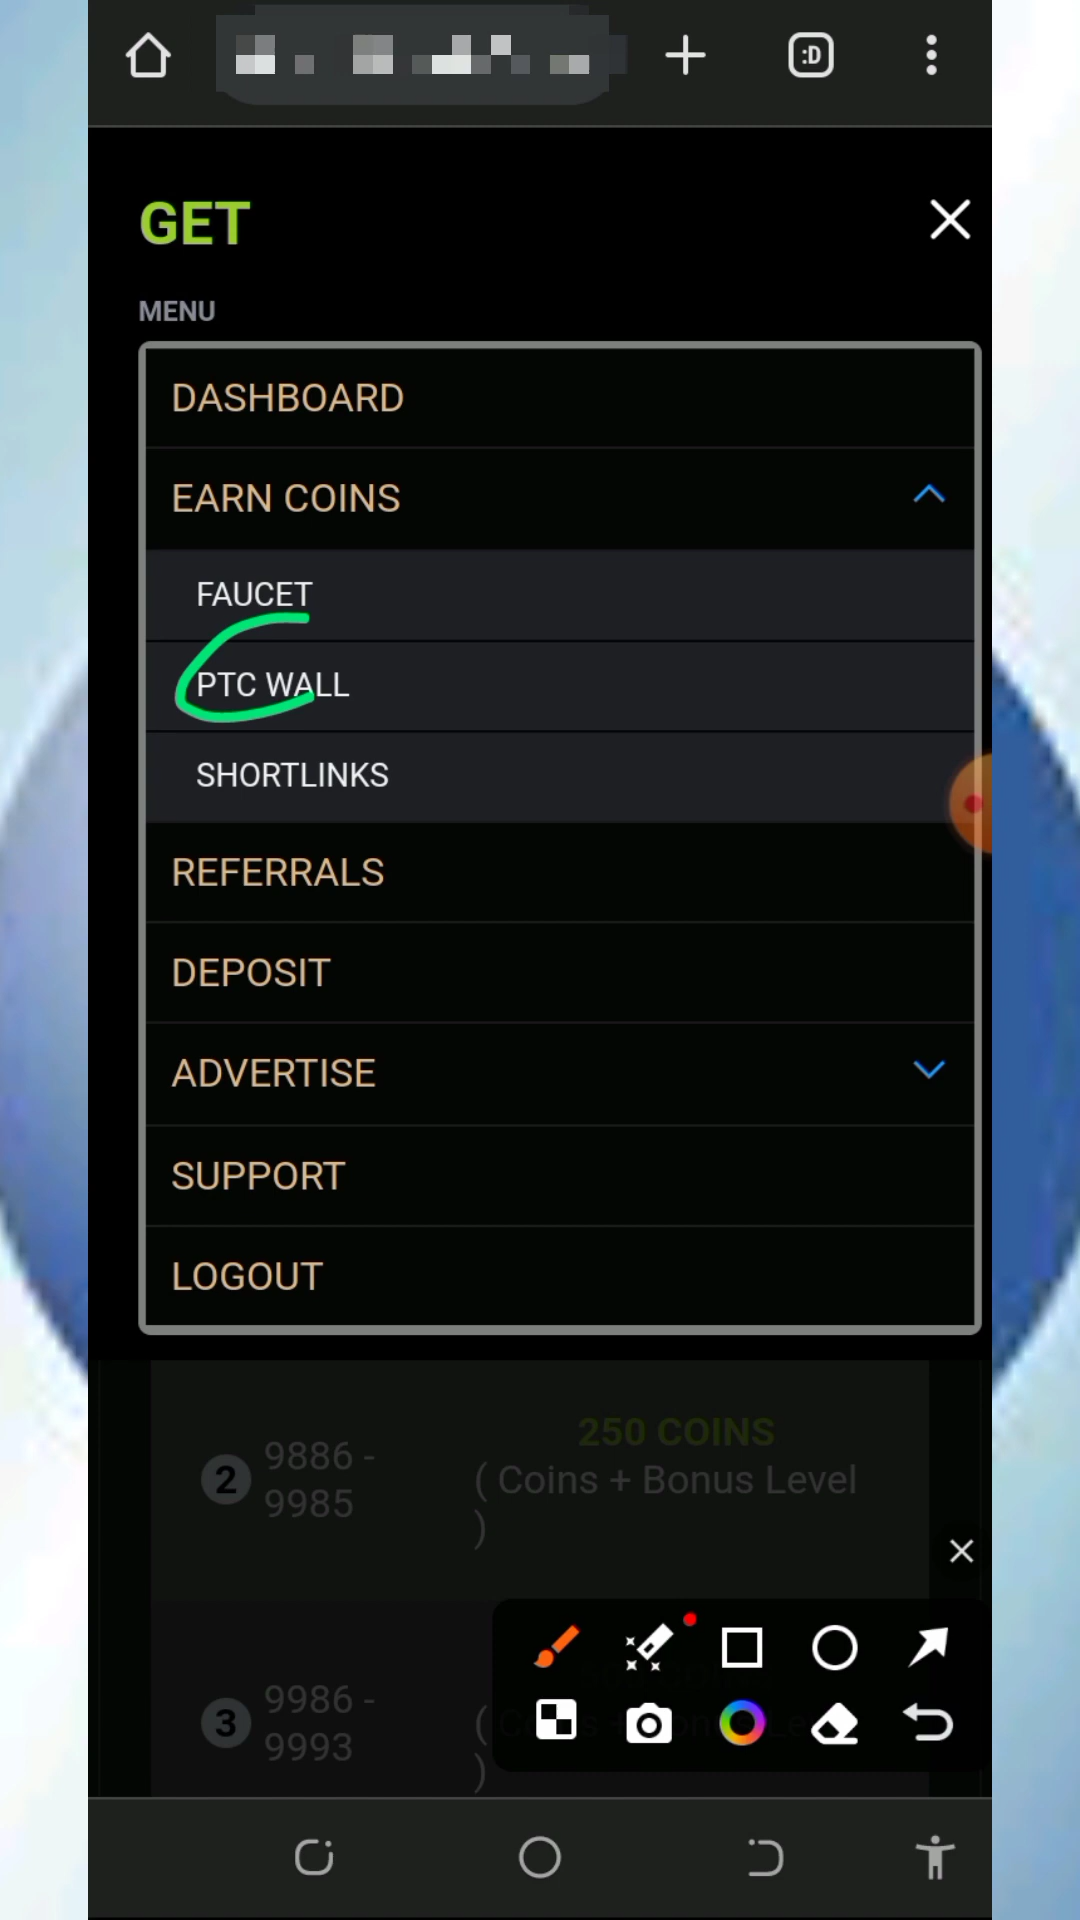 :D
GET
MENU
DASHBOARD
EARN COINS
FAUCET
PTC WALL
SHORTLINKS
REFERRALS
DEPOSIT
ADVERTISE
SUPPORT
LOGOUT
250 COINS
2 9886 - 9985 ( Coins + Bonus Level )
3 9986 - 9993